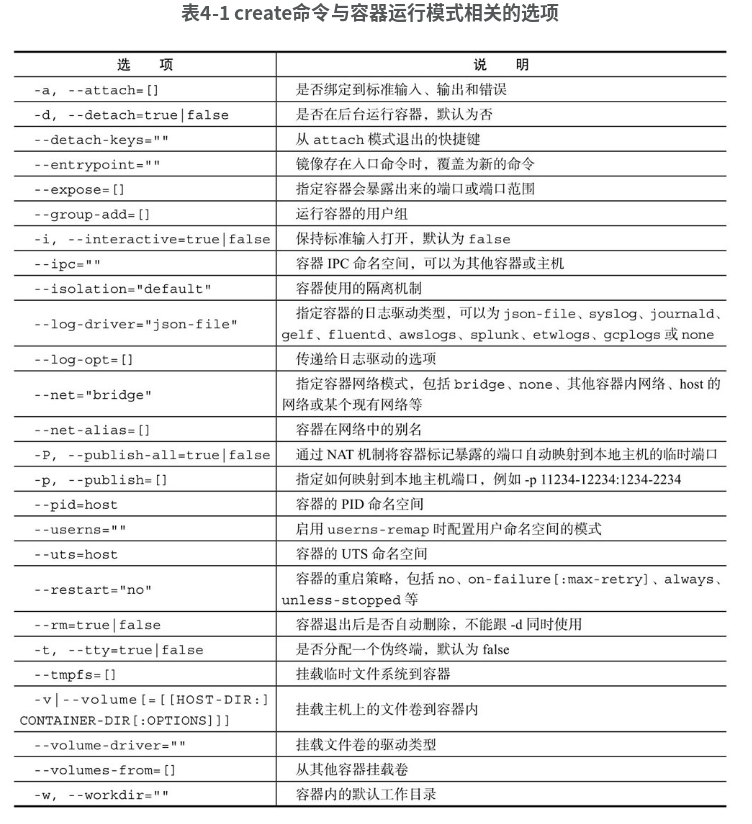 表4-1 create命令与容器运行模式相关的选项
选 项 说 明
-a, --attach=[] 是否绑定到标准输入、输出和错误
-d, --detach=true|false 是否在后台运行容器，默认为否
--detach-keys="" 从 attach 模式退出的快捷键
--entrypoint="" 镜像存在入口命令时，覆盖为新的命令
--expose=[] 指定容器会暴露出来的端口或端口范围
--group-add=[] 运行容器的用户组
-i, --interactive=true|false 保持标准输入打开，默认为 false
--ipc="" 容器 IPC 命名空间，可以为其他容器或主机
--isolation="default" 容器使用的隔离机制
--log-driver="json-file" 指定容器的日志驱动类型，可以为 json-file、syslog、journald、
gelf、fluentd、awslogs、splunk、etwlogs、gcplogs 或 none
--log-opt=[] 传递给日志驱动的选项
--net="bridge" 指定容器网络模式，包括 bridge、none、其他容器内网络、host 的
网络或某个现有网络等
--net-alias=[] 容器在网络中的别名
-P, --publish-all=true|false 通过 NAT 机制将容器标记暴露的端口自动映射到本地主机的临时端口
-p, --publish=[] 指定如何映射到本地主机端口，例如 -p 11234-12234:1234-2234
--pid=host 容器的 PID 命名空间
--userns="" 启用 userns-remap 时配置用户命名空间的模式
--uts=host 容器的 UTS 命名空间
--restart="no" 容器的重启策略，包括 no、on-failure[:max-retry]、always、
unless-stopped 等
--rm=true|false 容器退出后是否自动删除，不能跟 -d 同时使用
-t, --tty=true|false 是否分配一个伪终端，默认为 false
--tmpfs=[] 挂载临时文件系统到容器
-v|--volume[=[[HOST-DIR:]
CONTAINER-DIR[:OPTIONS]]] 挂载主机上的文件卷到容器内
--volume-driver="" 挂载文件卷的驱动类型
--volumes-from=[] 从其他容器挂载卷
-w, --workdir="" 容器内的默认工作目录